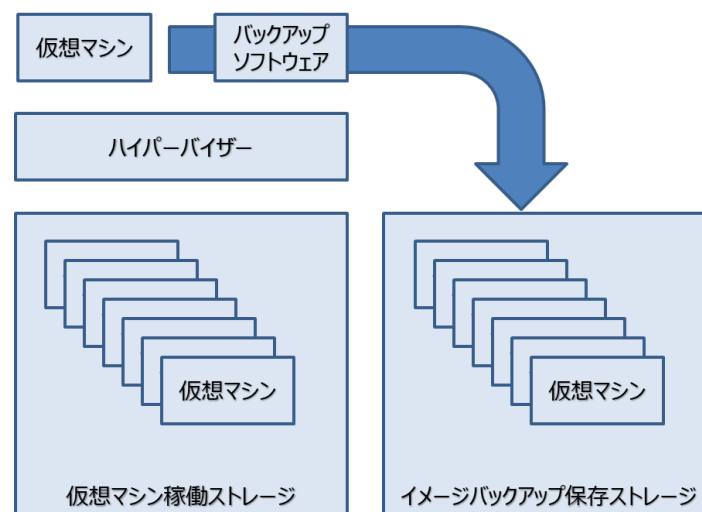 仮想マシン
バックアップ
ソフトウェア
ハイパーバイザー
仮想マシン
仮想マシン稼働ストレージ
仮想マシン
イメージバックアップ保存ストレージ